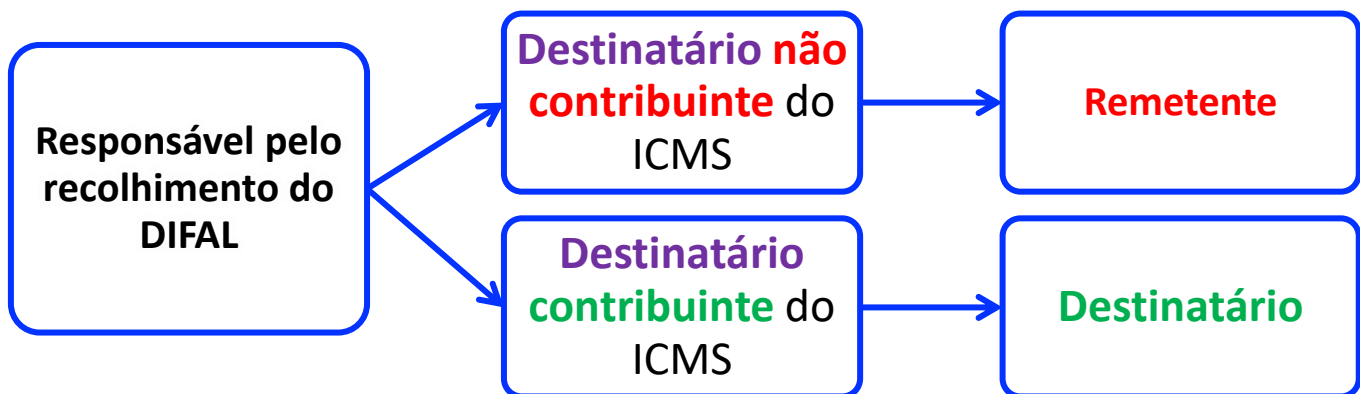 Responsável pelo
recolhimento do
DIFAL
Destinatário não
contribuinte do
ICMS
Remetente
Destinatário
contribuinte do
ICMS
Destinatário